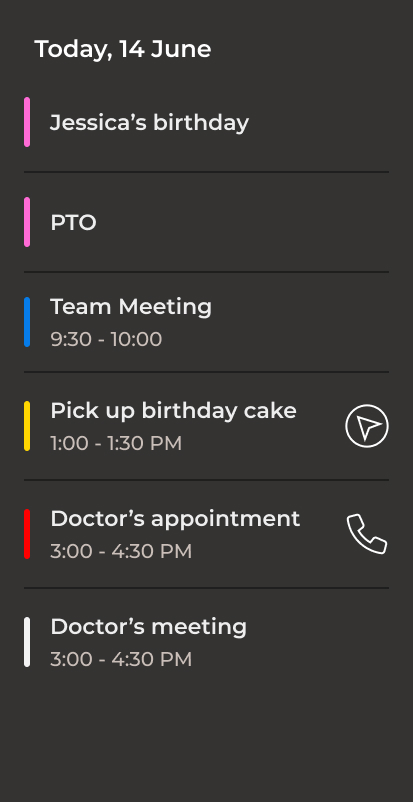 Today, 14 June
Jessica’s birthday
PTO
Team Meeting
9:30 - 10:00
Pick up birthday cake
1:00 - 1:30 PM
Doctor’s appointment
3:00 - 4:30 PM
Doctor’s meeting
3:00 - 4:30 PM